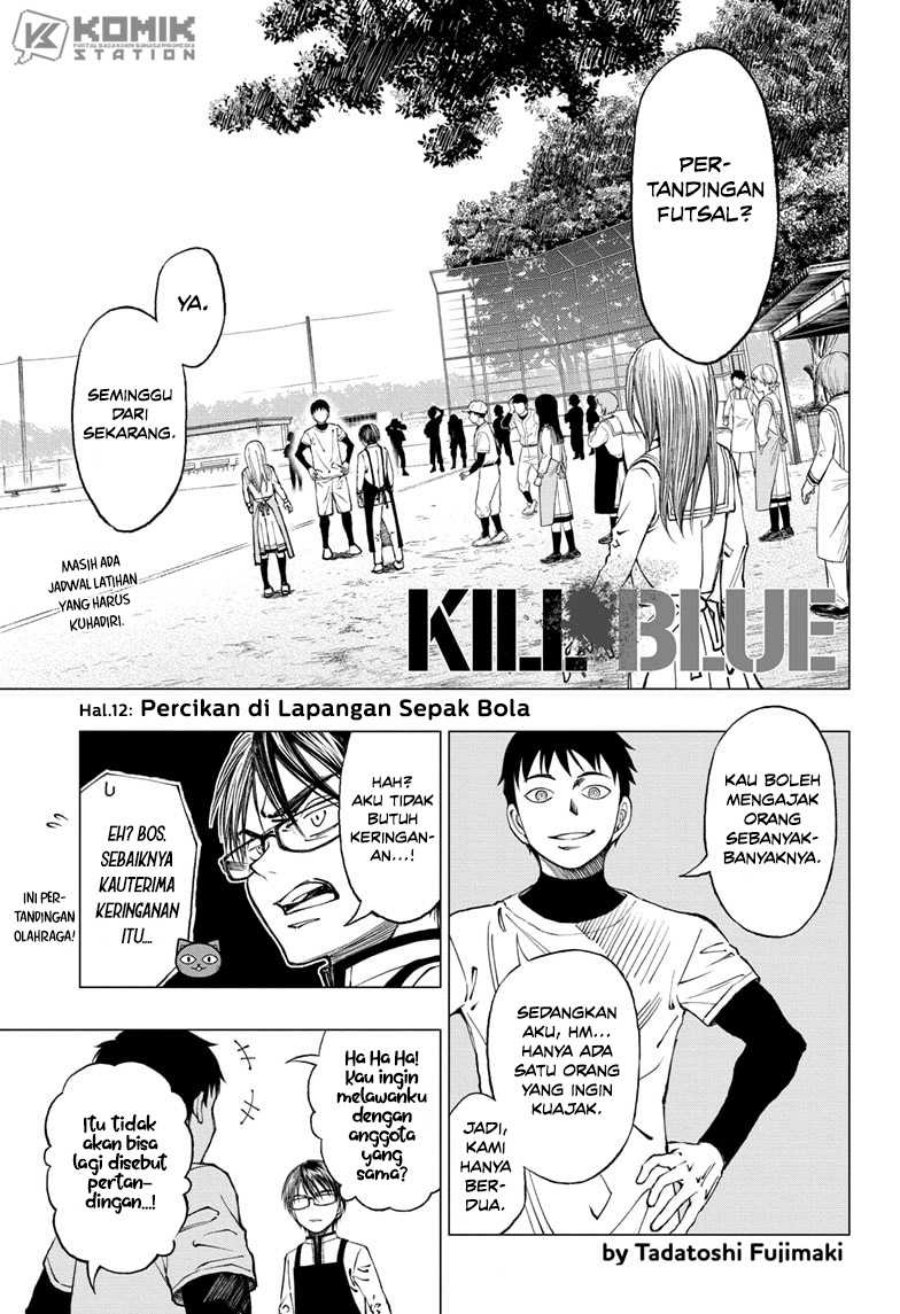 KOMIK
STATION
PER-
TANDINGAN
FUTSAL?
YA.
SEMINGGU
DARI
SEKARANG.
MASIH ADA
JADWAL LATIHAN
YANG HARUS
KUHADIRI.
KILL BLUE
Hal.12: Percikan di Lapangan Sepak Bola
KAU BOLEH
MENGAJAK
ORANG
SEBANYAK-
BANYAKNYA.
SEDANGKAN
AKU, HM...
HANYA ADA
SATU ORANG
YANG INGIN
KUAJAK.
JADI,
KAMI
HANYA
BER-
DUA.
HAH?
AKU TIDAK
BUTUH
KERINGAN-
AN...!
EH? BOS.
SEBAIKNYA
KAUTERIMA
KERINGANAN
ITU...
INI PER-
TANDINGAN
OLAHRAGA!
Ha Ha Ha!
Kau ingin
melawanku
dengan
anggota
yang
sama?
Itu tidak
akan bisa
lagi disebut
pertan-
dingan...!
by Tadatoshi Fujimaki